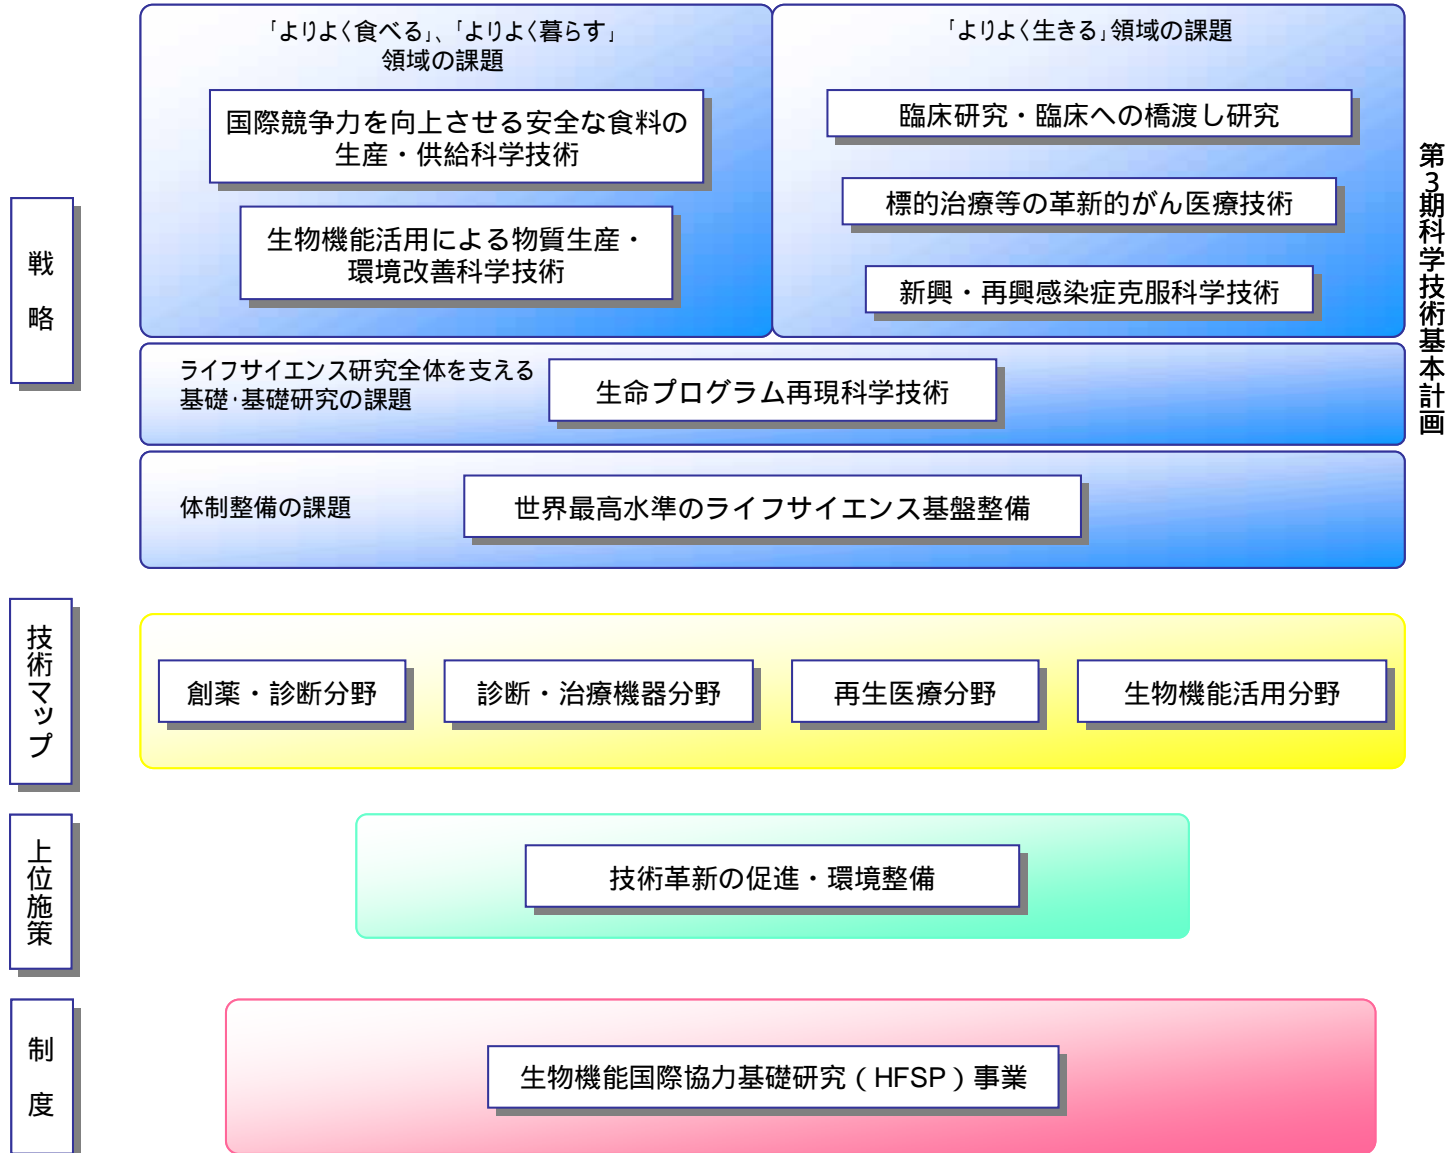 「よりよく食べる」、「よりよく暮らす」
領域の課題
国際競争力を向上させる安全な食料の
生産・供給科学技術
生物機能活用による物質生産・
環境改善科学技術
「よりよく生きる」領域の課題
臨床研究・臨床への橋渡し研究
標的治療等の革新的がん医療技術
新興・再興感染症克服科学技術
第3期科学技術基本計画
戦略
ライフサイエンス研究全体を支える
基礎・基礎研究の課題
生命プログラム再現科学技術
体制整備の課題
世界最高水準のライフサイエンス基盤整備
技術マップ
創薬・診断分野
診断・治療機器分野
再生医療分野
生物機能活用分野
上位施策
技術革新の促進・環境整備
制度
生物機能国際協力基礎研究(HFSP)事業